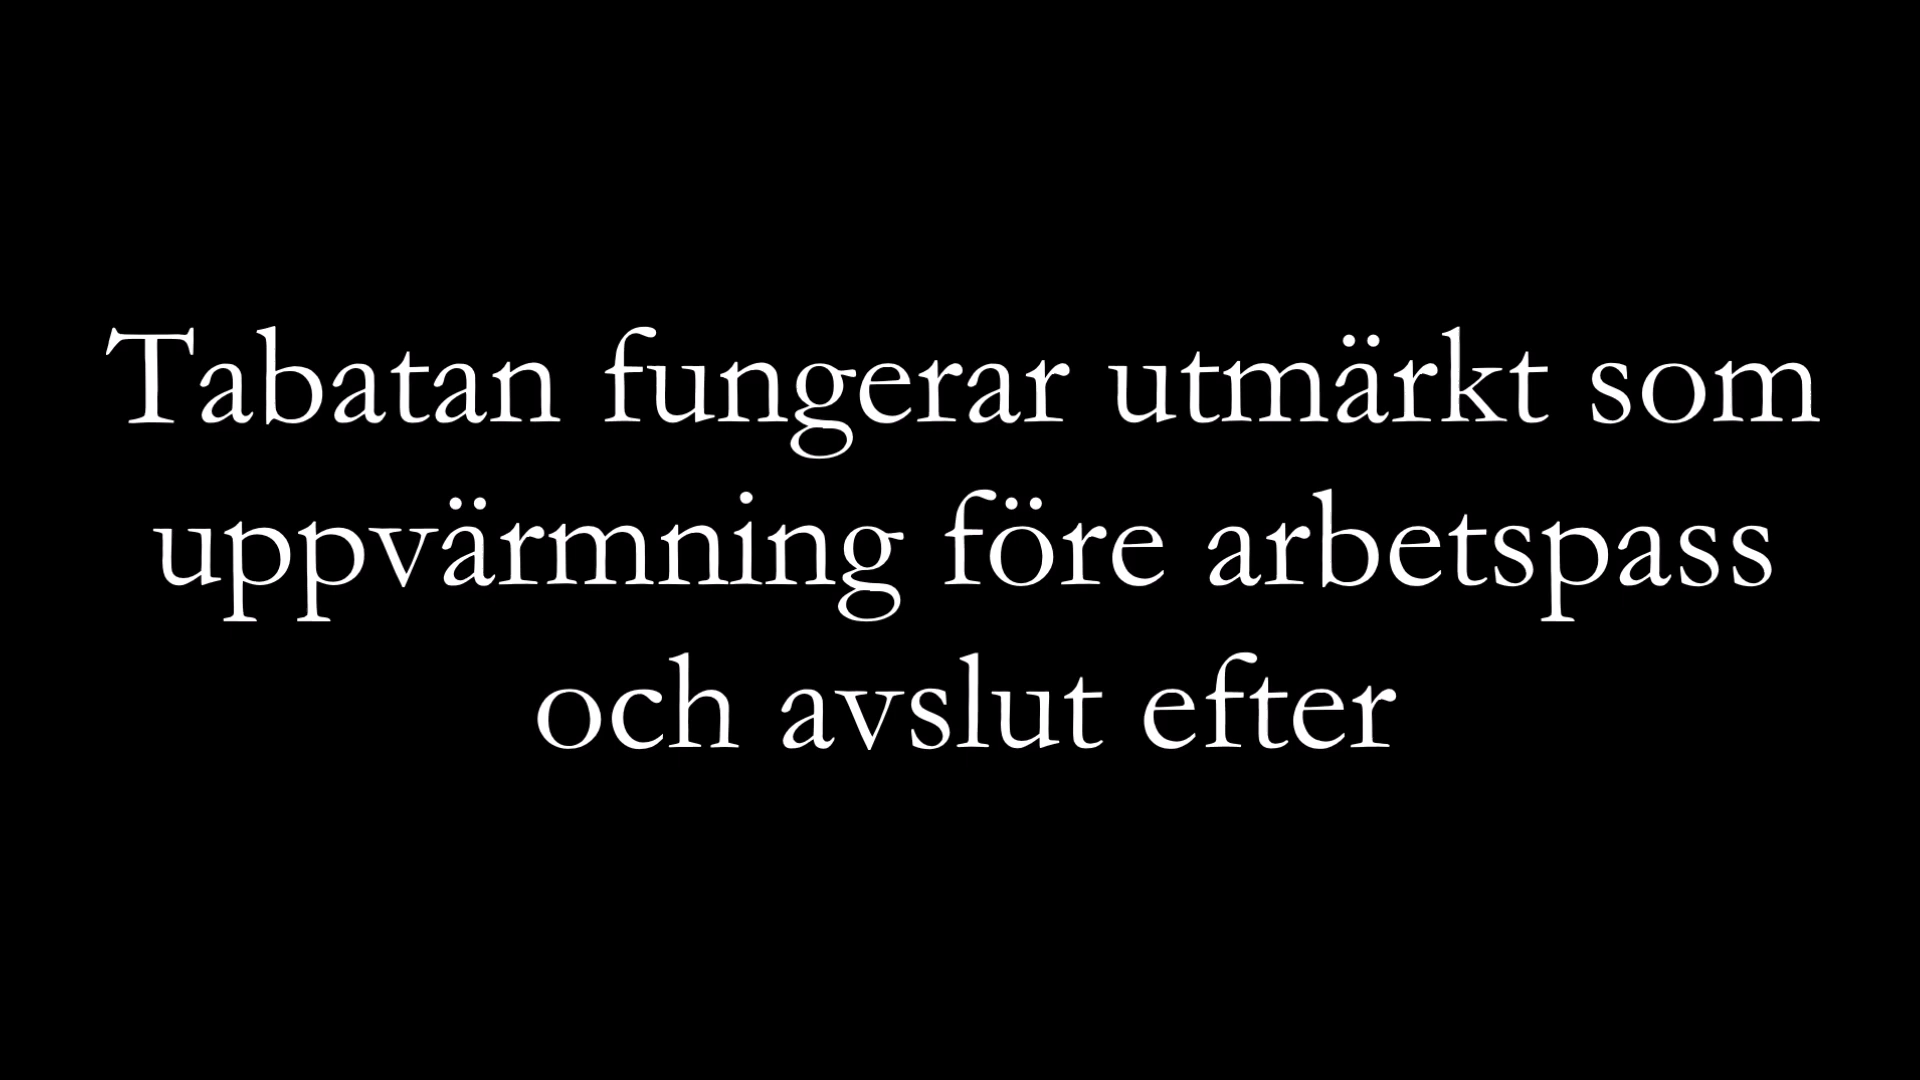 Tabatan fungerar utmärkt som
uppvärmning före arbetspass
och avslut efter